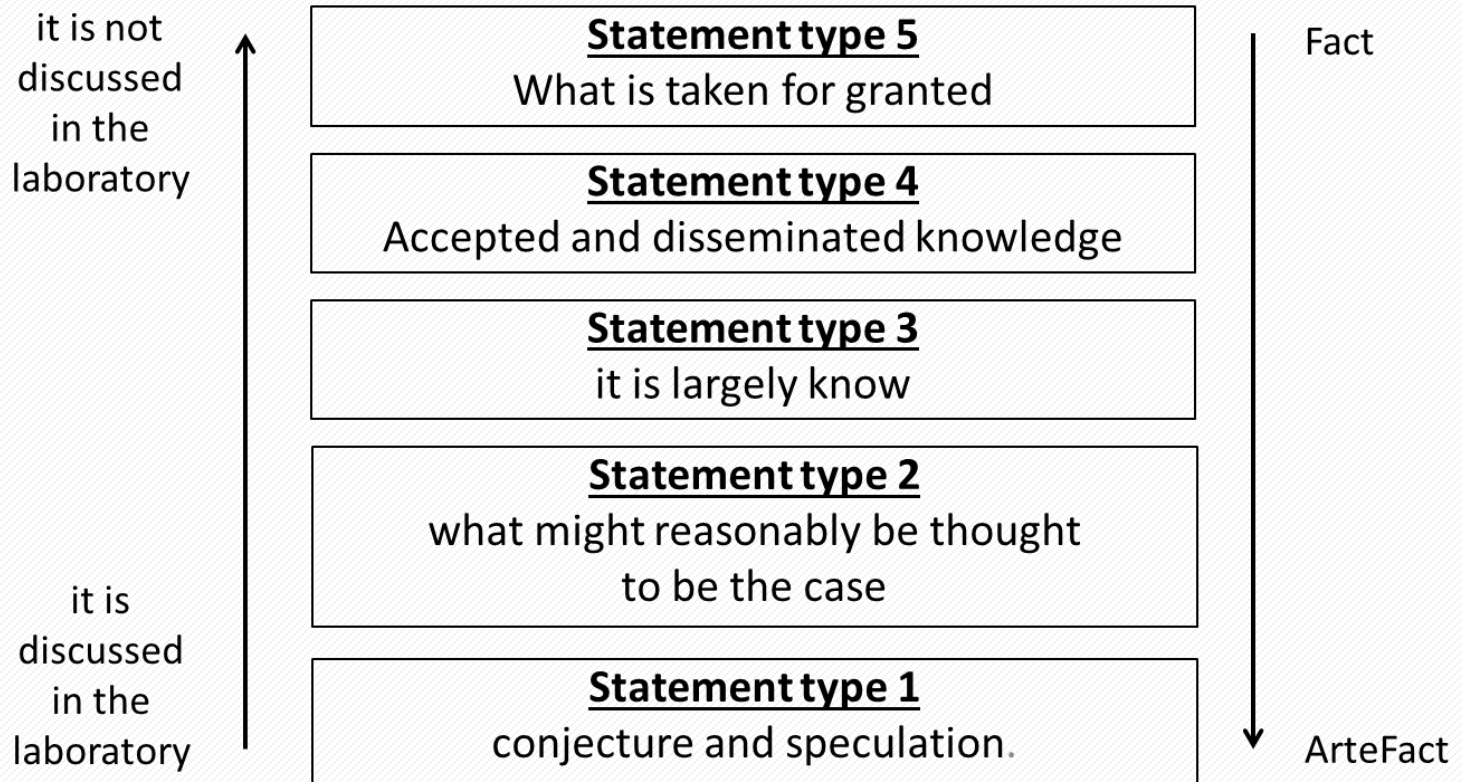 it is not
discussed
in the
laboratory
Statement type 5
What is taken for granted
Fact
Statement type 4
Accepted and disseminated knowledge
Statement type 3
it is largely know
Statement type 2
what might reasonably be thought
to be the case
it is
discussed
in the
laboratory
Statement type 1
conjecture and speculation.
ArteFact